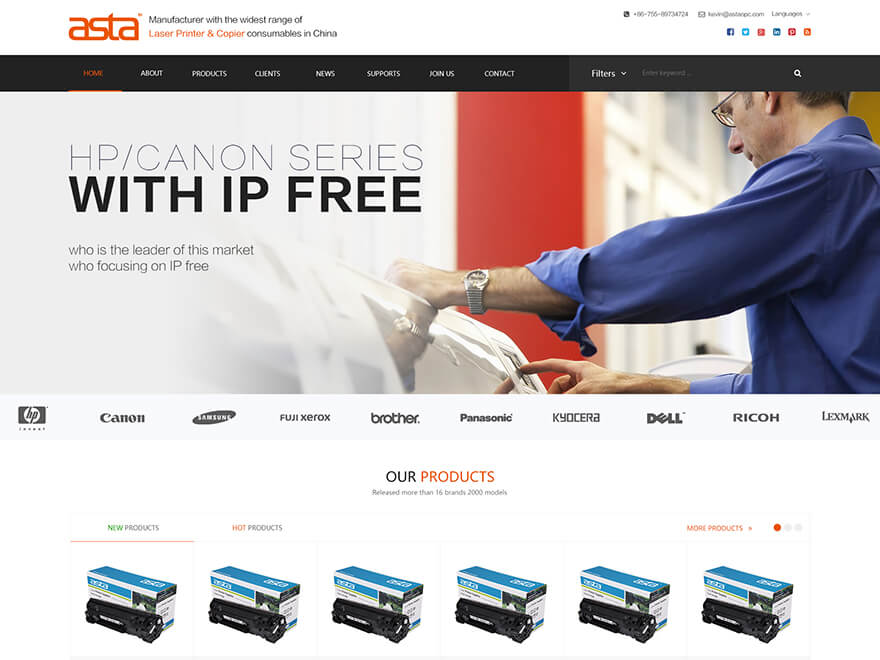 asta
Manufacturer with the widest range of
Laser Printer & Copier consumables in China
+86-755-89734724 kevin@astaopc.com Languages
HOME ABOUT PRODUCTS CLIENTS NEWS SUPPORTS JOIN US CONTACT Filters Enter keyword ...
HP/CANON SERIES
WITH IP FREE
who is the leader of this market
who focusing on IP free
hp
invent
Canon SAMSUNG FUJI xerox brother. Panasonic KYOCERA DELL RICOH LEXMARK
OUR PRODUCTS
Released more than 16 brands 2000 models
NEW PRODUCTS HOT PRODUCTS MORE PRODUCTS »